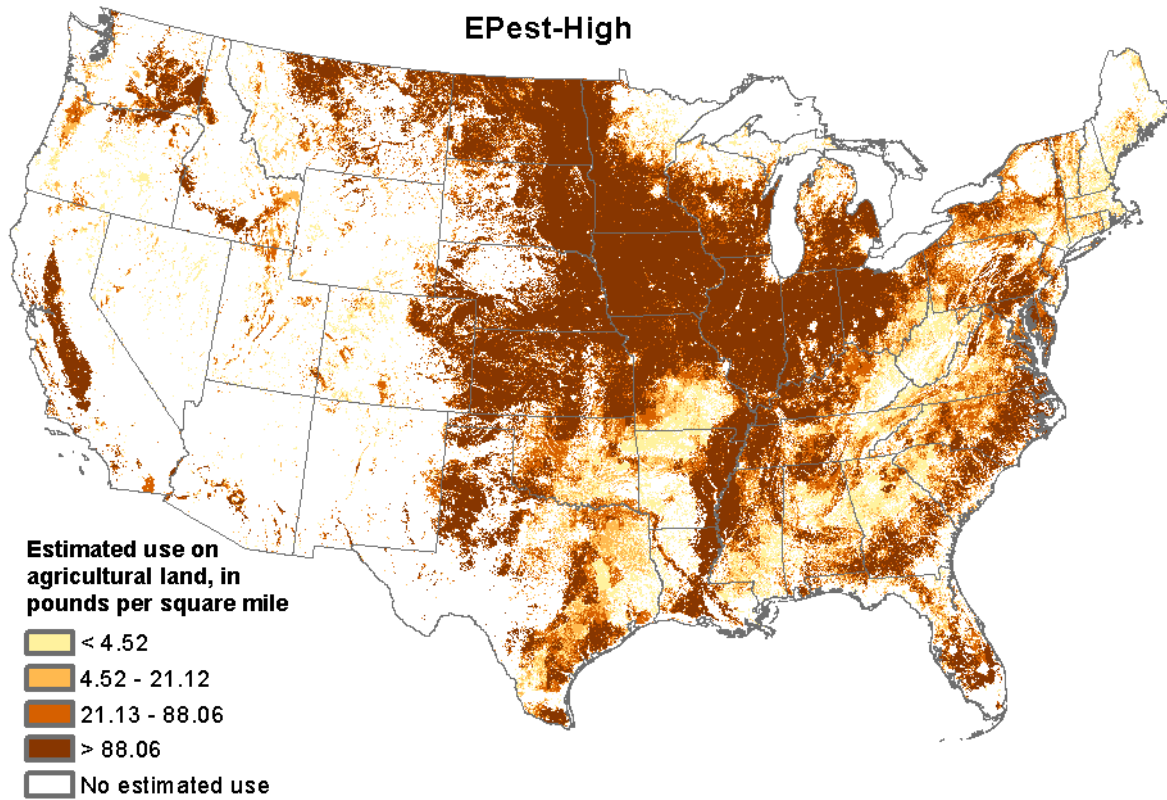 EPest-High
Estimated use on
agricultural land, in
pounds per square mile
< 4.52
4.52 - 21.12
21.13 - 88.06
> 88.06
No estimated use